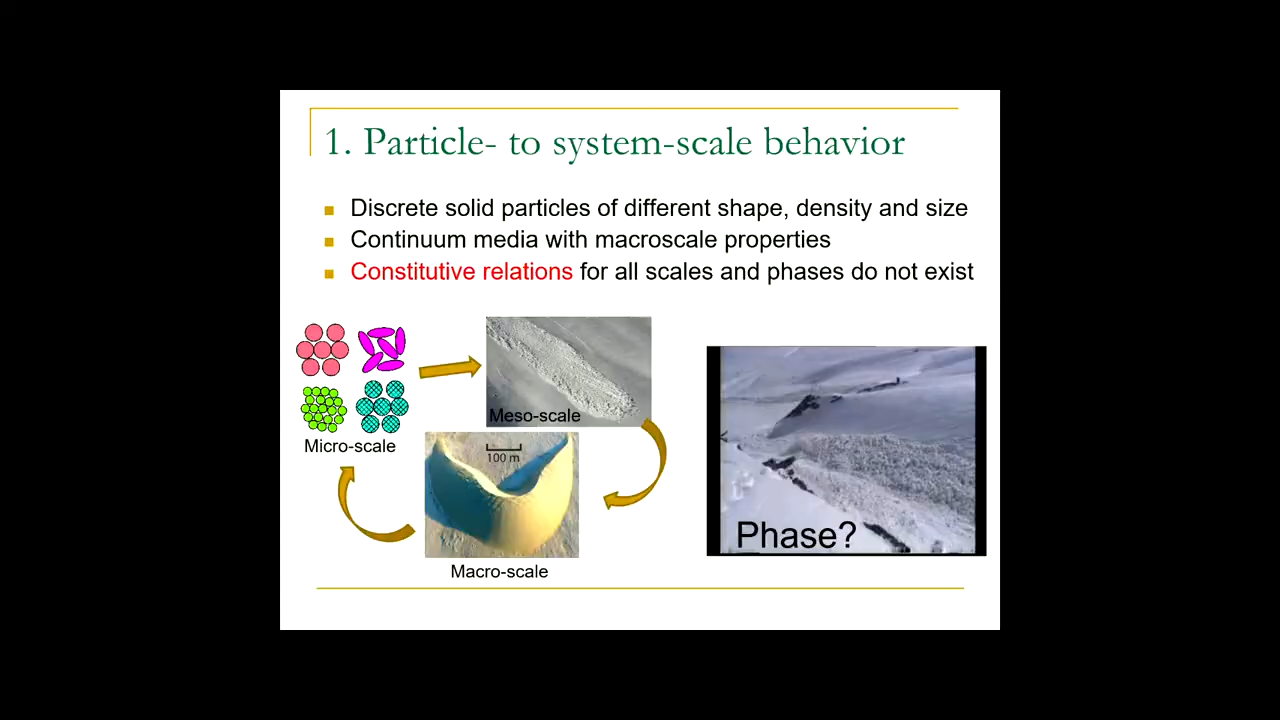 1. Particle- to system-scale behavior
Discrete solid particles of different shape, density and size
Continuum media with macroscale properties
Constitutive relations for all scales and phases do not exist
Meso-scale
Micro-scale
100 m
Phase?
Macro-scale